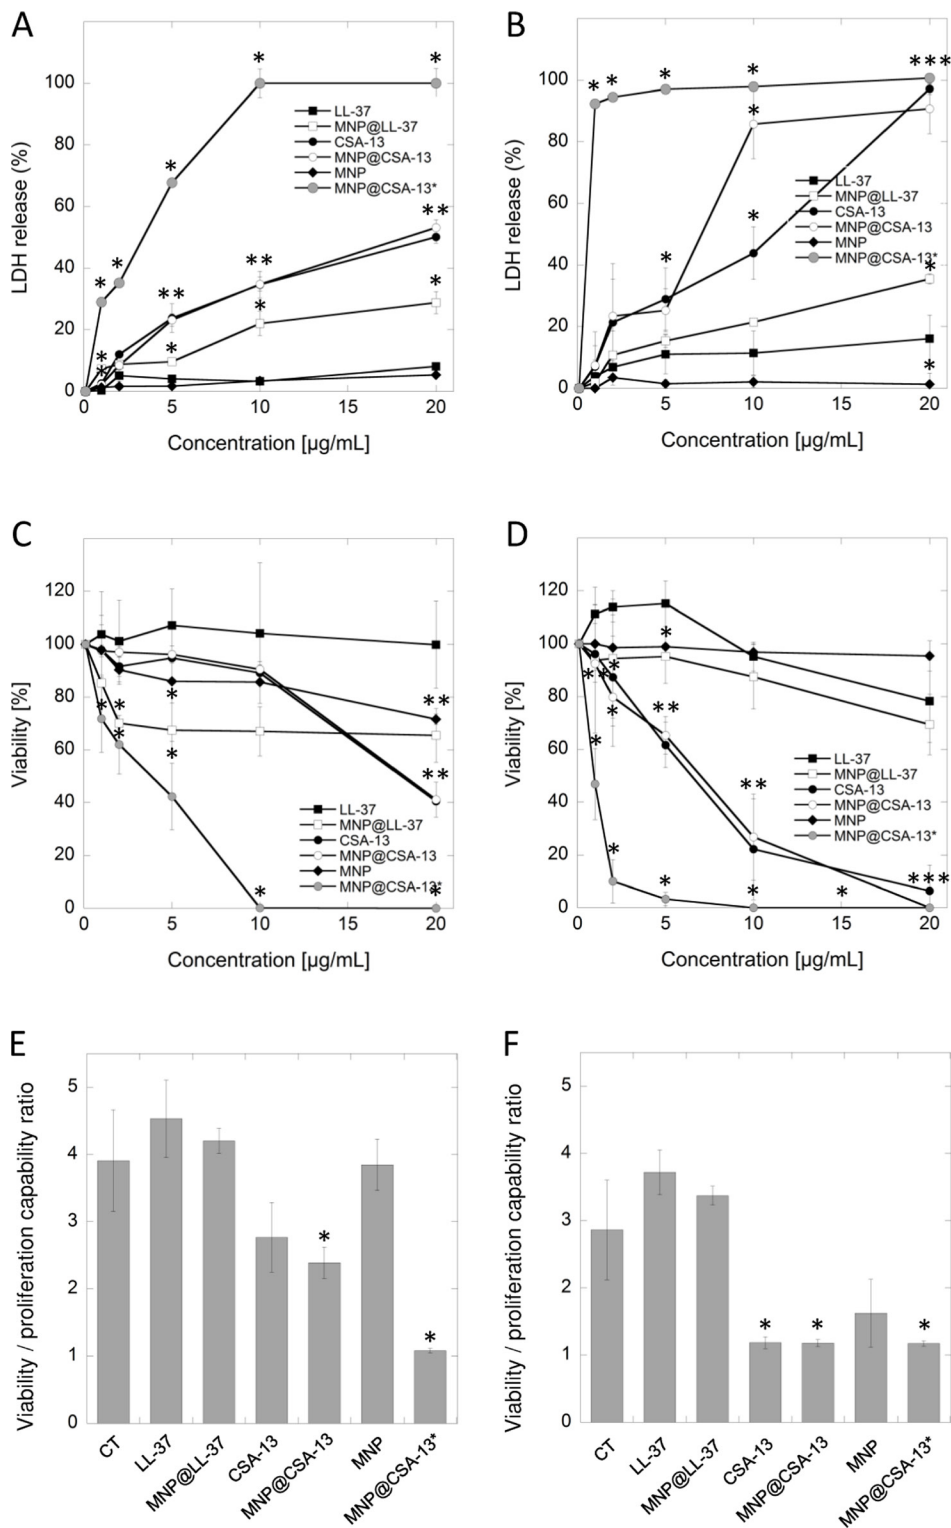 A
LDH release (%)
100
80
60
40
20
0
* * * * * * * ** ** ** * * *
LL-37
MNP@LL-37
CSA-13
MNP@CSA-13
MNP
MNP@CSA-13*
0 5 10 15 20
Concentration [µg/mL]
B
LDH release (%)
100
80
60
40
20
0
* * * * *** * * * * *
LL-37
MNP@LL-37
CSA-13
MNP@CSA-13
MNP
MNP@CSA-13*
0 5 10 15 20
Concentration [µg/mL]
C
Viability [%]
120
100
80
60
40
20
0
* * * * * ** ** * *
LL-37
MNP@LL-37
CSA-13
MNP@CSA-13
MNP
MNP@CSA-13*
0 5 10 15 20
Concentration [µg/mL]
D
Viability [%]
120
100
80
60
40
20
0
* ** * * ** * ** * * * * ***
LL-37
MNP@LL-37
CSA-13
MNP@CSA-13
MNP
MNP@CSA-13*
0 5 10 15 20
Concentration [µg/mL]
E
Viability / proliferation capability ratio
5
4
3
2
1
0
* *
CT
LL-37
MNP@LL-37
CSA-13
MNP@CSA-13
MNP
MNP@CSA-13*
F
Viability / proliferation capability ratio
5
4
3
2
1
0
* * *
CT
LL-37
MNP@LL-37
CSA-13
MNP@CSA-13
MNP
MNP@CSA-13*